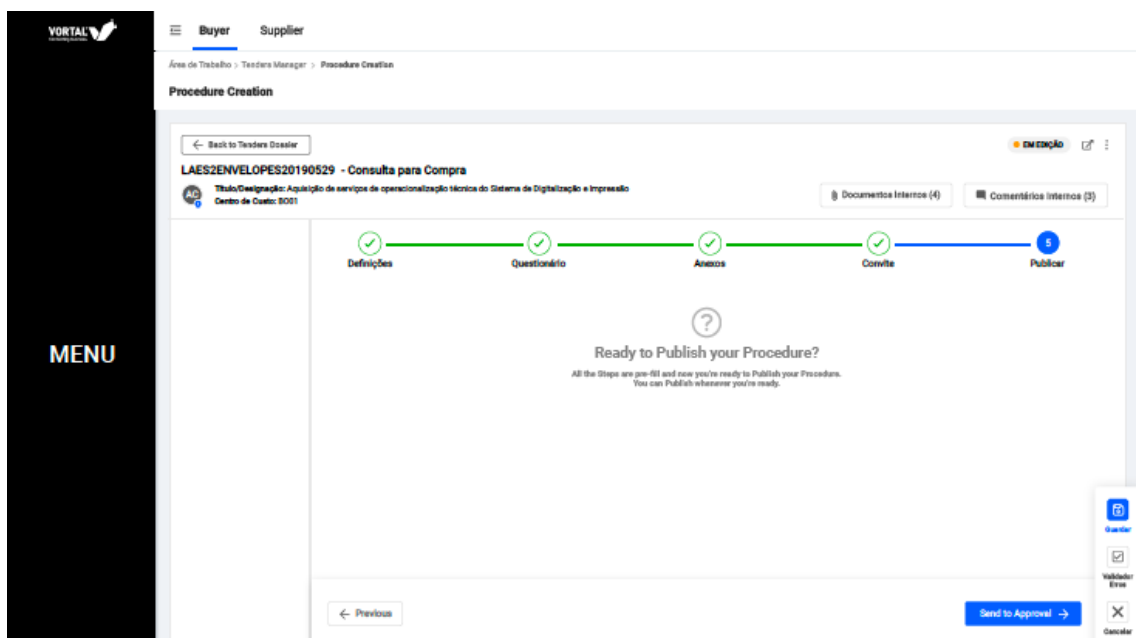 VORTAL
Buyer Supplier
Área de Trabalho > Tenders Manager > Procedure Creation
Procedure Creation
← Back to Tenders Dossier
EM EDIÇÃO
LAES2ENVELOPES20190529 - Consulta para Compra
AG
Título/Designação: Aquisição de serviços de operacionalização técnica do Sistema de Digitalização e Impressão
Centro de Custo: B001
Documentos Internos (4)
Comentários Internos (3)
5
Definições Questionário Anexos Convite Publicar
MENU
?
Ready to Publish your Procedure?
All the Steps are pre-fill and now you're ready to Publish your Procedure.
You can Publish whenever you're ready.
Guardar
Validador
Erros
← Previous
Send to Approval →
Cancelar